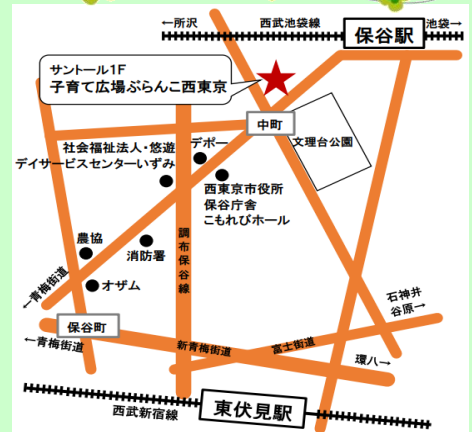 ←所沢
西武池袋線
池袋→
保谷駅
サントール1F
子育て広場ぶらんこ西東京
中町
文理台公園
社会福祉法人・悠遊
デイサービスセンターいずみ
デポー
西東京市役所
保谷庁舎
こもれびホール
調布保谷線
農協
消防署
←青梅街道
オザム
保谷町
←青梅街道
新青梅街道
富士街道
石神井
谷原→
環八→
西武新宿線
東伏見駅